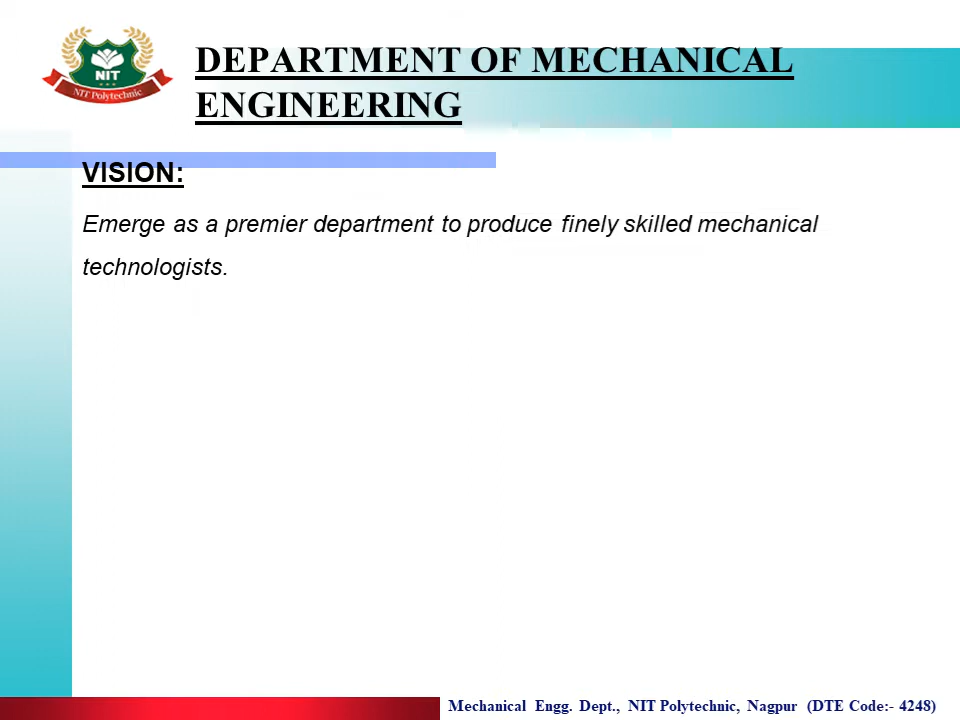 NIT
NIT Polytechnic
DEPARTMENT OF MECHANICAL
ENGINEERING
VISION:
Emerge as a premier department to produce finely skilled mechanical
technologists.
Mechanical Engg. Dept., NIT Polytechnic, Nagpur (DTE Code:- 4248)